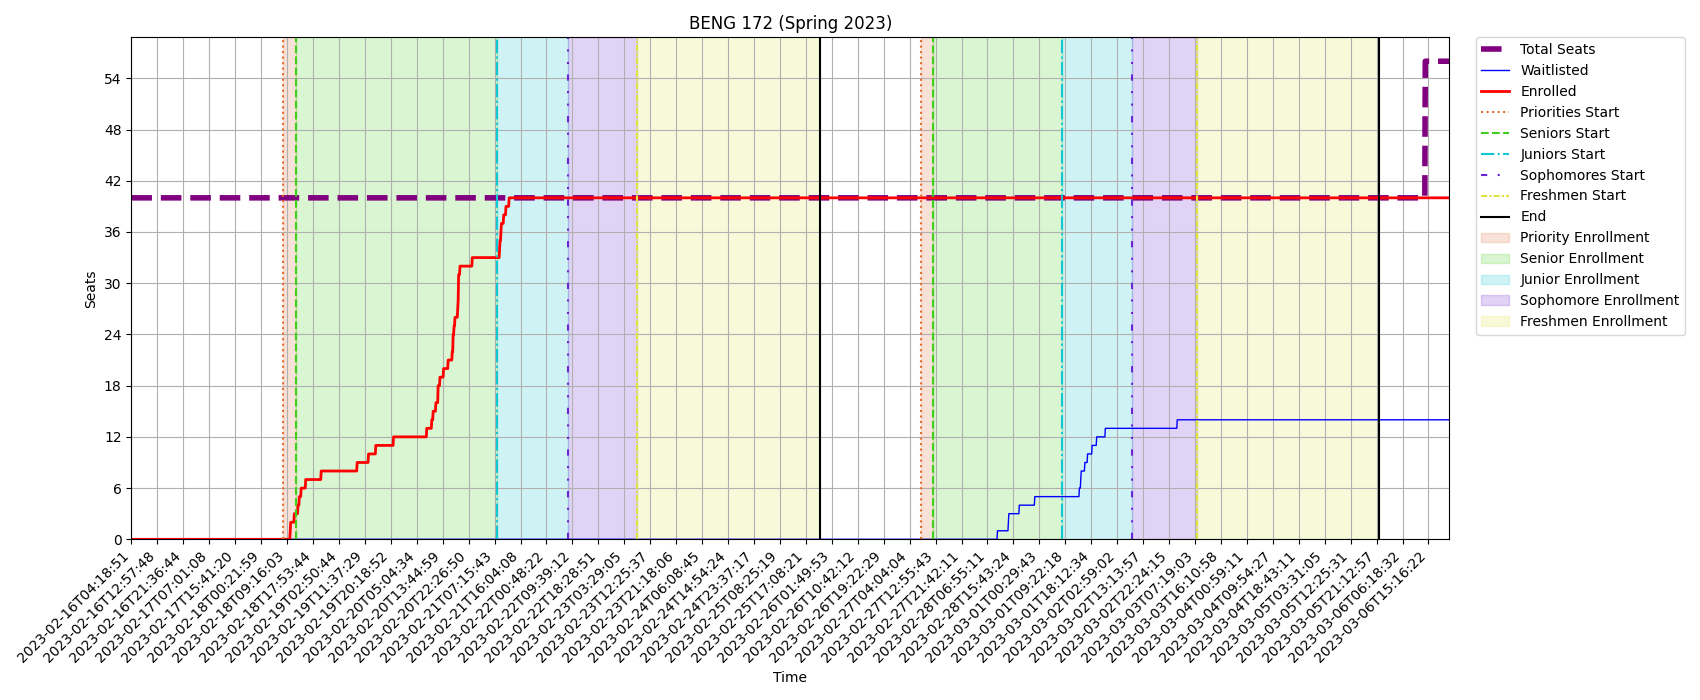 BENG 172 (Spring 2023)
Total Seats
Waitlisted
Enrolled
Priorities Start
Seniors Start
Juniors Start
Sophomores Start
Freshmen Start
End
Priority Enrollment
Senior Enrollment
Junior Enrollment
Sophomore Enrollment
Freshmen Enrollment
Seats
54
48
42
36
30
24
18
12
6
0
2023-02-16T04:18:51
2023-02-16T12:57:48
2023-02-16T21:36:44
2023-02-17T07:01:08
2023-02-17T15:41:20
2023-02-18T00:21:59
2023-02-18T09:16:03
2023-02-18T17:53:44
2023-02-19T02:50:44
2023-02-19T11:37:29
2023-02-19T20:18:52
2023-02-20T05:04:34
2023-02-20T13:44:59
2023-02-20T22:26:50
2023-02-21T07:15:43
2023-02-21T16:04:08
2023-02-22T00:48:22
2023-02-22T09:39:12
2023-02-22T18:28:51
2023-02-23T03:29:05
2023-02-23T12:25:37
2023-02-23T21:18:06
2023-02-24T06:08:45
2023-02-24T14:54:24
2023-02-24T23:37:17
2023-02-25T08:25:19
2023-02-25T17:08:21
2023-02-26T01:49:53
2023-02-26T10:42:12
2023-02-26T19:22:29
2023-02-27T04:04:04
2023-02-27T12:55:43
2023-02-27T21:42:11
2023-02-28T06:55:11
2023-02-28T15:43:24
2023-03-01T00:29:43
2023-03-01T09:22:18
2023-03-01T18:12:34
2023-03-02T02:59:02
2023-03-02T13:13:57
2023-03-02T22:24:15
2023-03-03T07:19:03
2023-03-03T16:10:58
2023-03-04T00:59:11
2023-03-04T09:54:27
2023-03-04T18:43:11
2023-03-05T03:31:05
2023-03-05T12:25:31
2023-03-05T21:12:57
2023-03-06T06:18:32
2023-03-06T15:16:22
Time